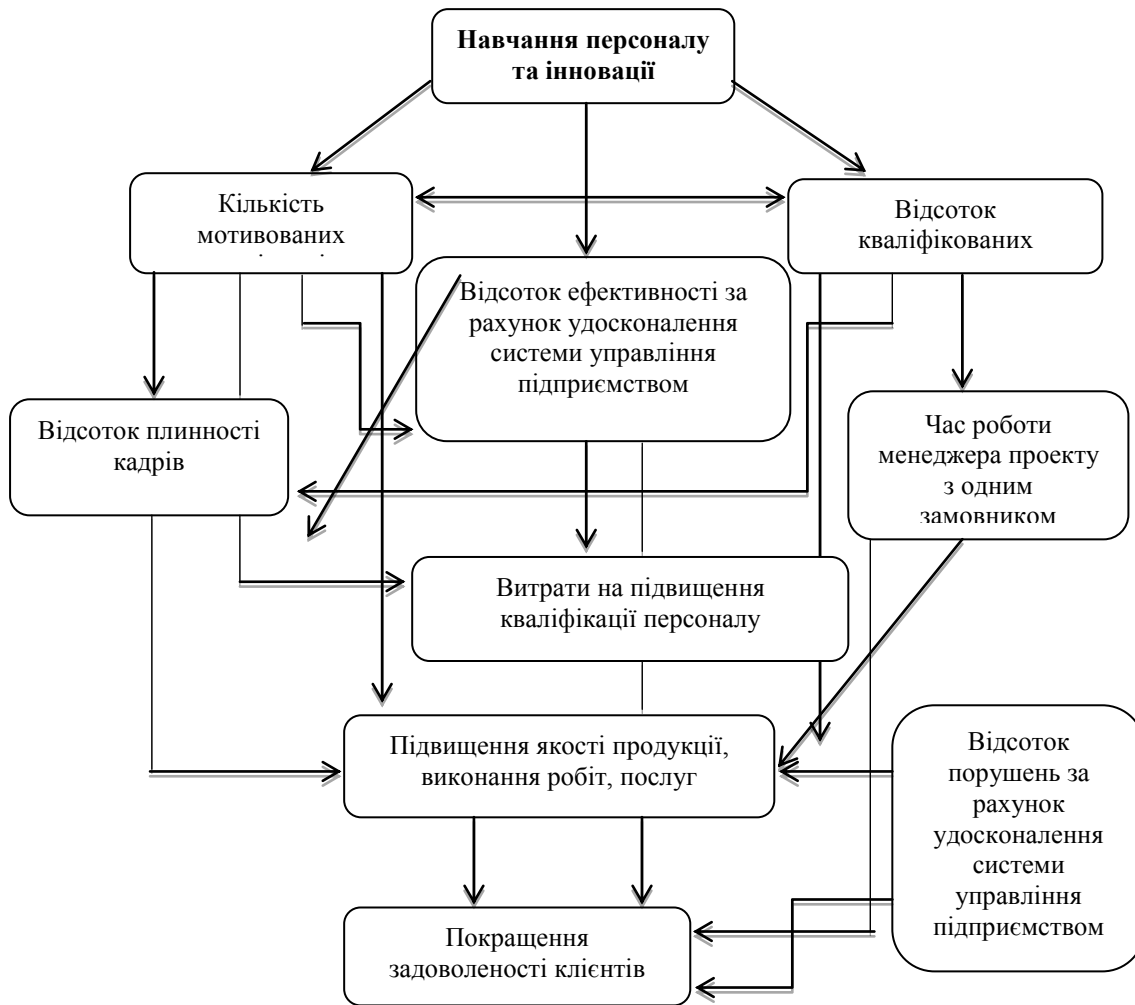 Навчання персоналу
та інновації
Кількість
мотивованих
Відсоток
кваліфікованих
Відсоток ефективності за
рахунок удосконалення
системи управління
підприємством
Відсоток плинності
кадрів
Час роботи
менеджера проекту
з одним
замовником
Витрати на підвищення
кваліфікації персоналу
Підвищення якості продукції,
виконання робіт, послуг
Відсоток
порушень за
рахунок
удосконалення
системи
управління
підприємством
Покращення
задоволеності клієнтів